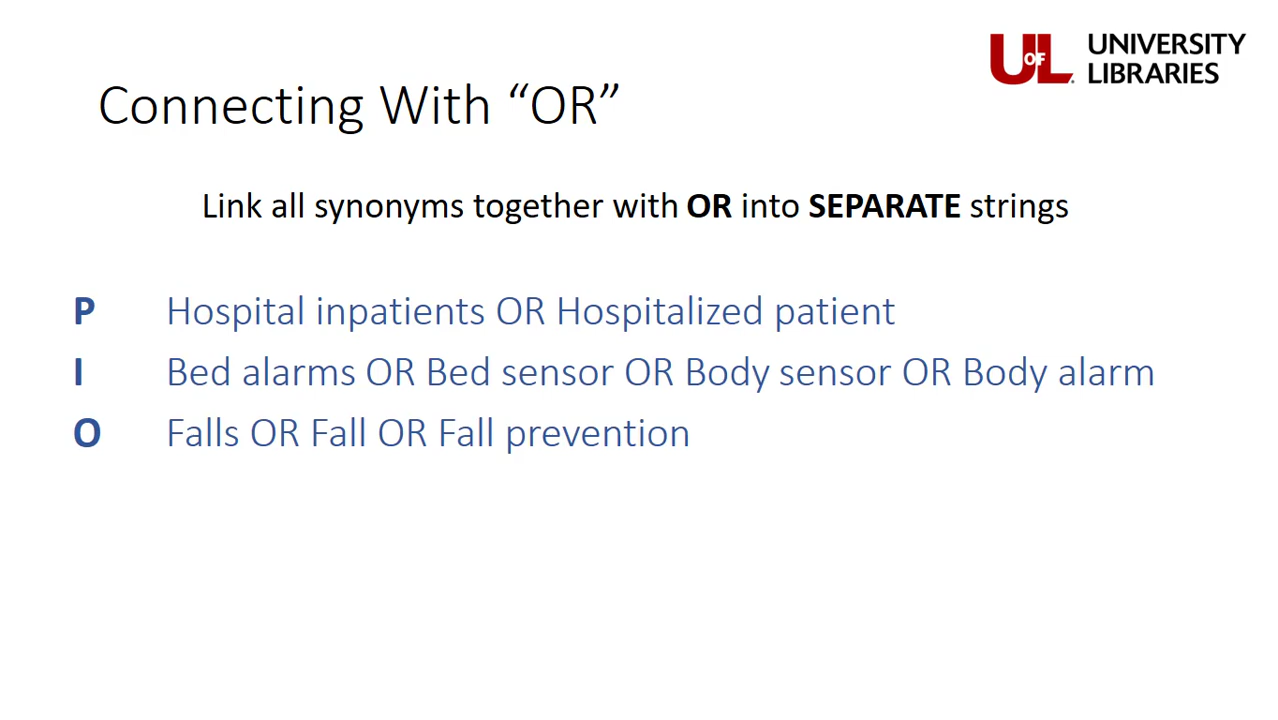 UofL. UNIVERSITY
LIBRARIES
Connecting With “OR”
Link all synonyms together with OR into SEPARATE strings
P Hospital inpatients OR Hospitalized patient
I Bed alarms OR Bed sensor OR Body sensor OR Body alarm
O Falls OR Fall OR Fall prevention